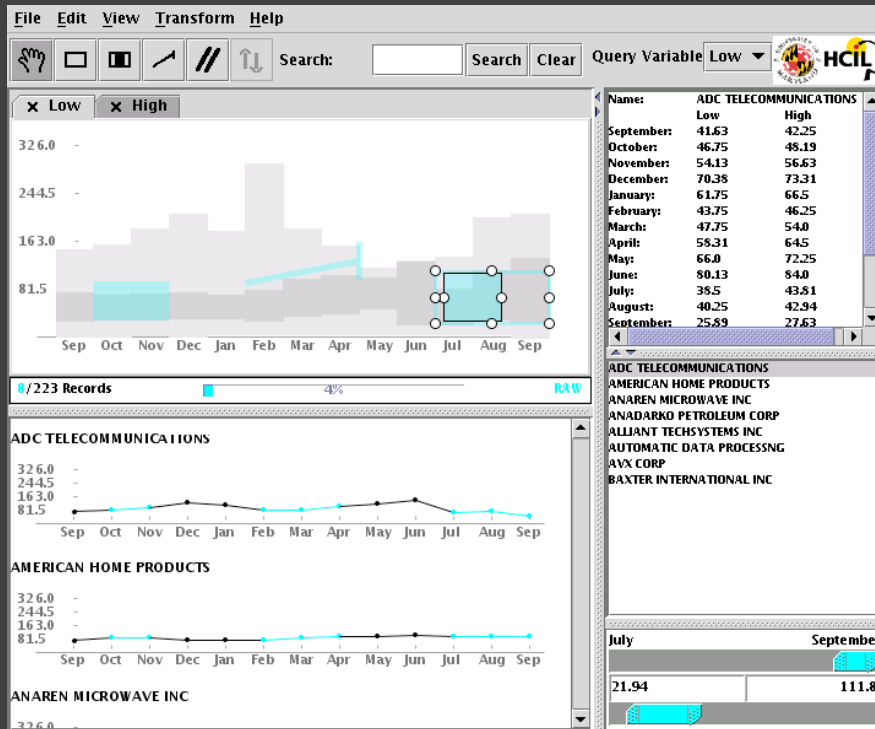 File Edit View Transform Help
Search: Search Clear Query Variable Low HCIL
UNIVERSITY OF MARYLAND
x Low x High
326.0
244.5
163.0
81.5
Sep Oct Nov Dec Jan Feb Mar Apr May Jun Jul Aug Sep
8/223 Records 4% RAW
ADC TELECOMMUNICATIONS
326.0
244.5
163.0
81.5
Sep Oct Nov Dec Jan Feb Mar Apr May Jun Jul Aug Sep
AMERICAN HOME PRODUCTS
326.0
244.5
163.0
81.5
Sep Oct Nov Dec Jan Feb Mar Apr May Jun Jul Aug Sep
ANAREN MICROWAVE INC
326.0
Name: ADC TELECOMMUNICATIONS
Low High
September: 41.63 42.25
October: 46.75 48.19
November: 54.13 56.63
December: 70.38 73.31
January: 61.75 66.5
February: 43.75 46.25
March: 47.75 54.0
April: 58.31 64.5
May: 66.0 72.25
June: 80.13 84.0
July: 38.5 43.81
August: 40.25 42.94
September: 25.89 27.63
ADC TELECOMMUNICATIONS
AMERICAN HOME PRODUCTS
ANAREN MICROWAVE INC
ANADARKO PETROLEUM CORP
ALLIANT TECHSYSTEMS INC
AUTOMATIC DATA PROCESSNG
AVX CORP
BAXTER INTERNATIONAL INC
July Septembe
21.94 111.8